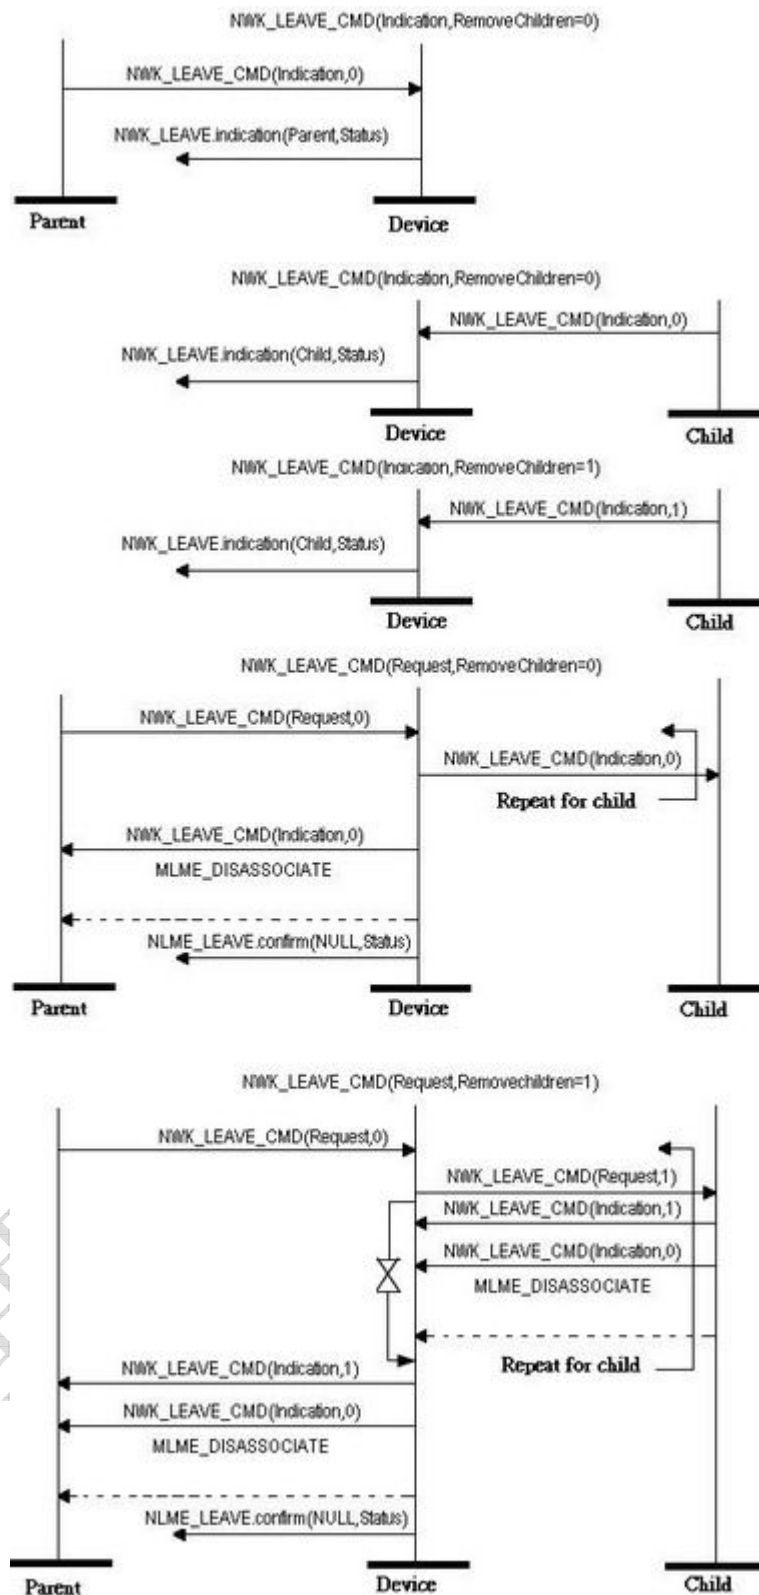 NWK_LEAVE_CMD(Indication,RemoveChildren=0)
NWK_LEAVE_CMD(Indication,0)
NWK_LEAVE.indication(Parent,Status)
Parent
Device
NWK_LEAVE_CMD(Indication,RemoveChildren=0)
NWK_LEAVE_CMD(Indication,0)
NWK_LEAVE.indication(Child,Status)
Device
Child
NWK_LEAVE_CMD(Indication,RemoveChildren=1)
NWK_LEAVE_CMD(Indication,1)
NWK_LEAVE.indication(Child,Status)
Device
Child
NWK_LEAVE_CMD(Request,RemoveChildren=0)
NWK_LEAVE_CMD(Request,0)
NWK_LEAVE_CMD(Indication,0)
Repeat for child
NWK_LEAVE_CMD(Indication,0)
MLME_DISASSOCIATE
NLME_LEAVE.confirm(NULL,Status)
Parent
Device
Child
NWK_LEAVE_CMD(Request,Removechildren=1)
NWK_LEAVE_CMD(Request,0)
NWK_LEAVE_CMD(Request,1)
NWK_LEAVE_CMD(Indication,1)
NWK_LEAVE_CMD(Indication,0)
MLME_DISASSOCIATE
Repeat for child
NWK_LEAVE_CMD(Indication,1)
NWK_LEAVE_CMD(Indication,0)
MLME_DISASSOCIATE
NLME_LEAVE.confirm(NULL,Status)
Parent
Device
Child